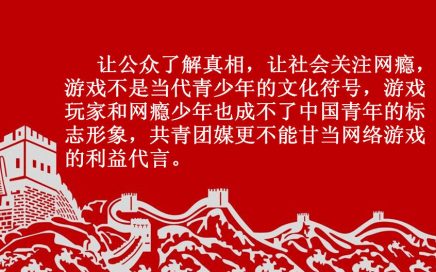 让公众了解真相，让社会关注网瘾，
游戏不是当代青少年的文化符号，游戏
玩家和网瘾少年也成不了中国青年的标
志形象，共青团媒更不能甘当网络游戏
的利益代言。